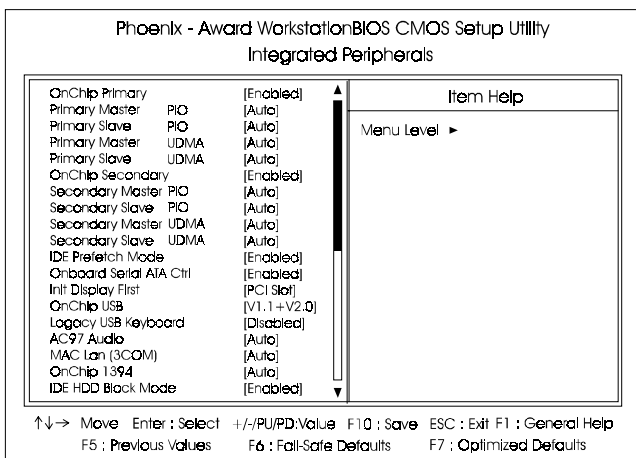 Phoenix - Award WorkstationBIOS CMOS Setup Utility
Integrated Peripherals
OnChip Primary [Enabled]
Primary Master PIO [Auto]
Primary Slave PIO [Auto]
Primary Master UDMA [Auto]
Primary Slave UDMA [Auto]
OnChip Secondary [Enabled]
Secondary Master PIO [Auto]
Secondary Slave PIO [Auto]
Secondary Master UDMA [Auto]
Secondary Slave UDMA [Auto]
IDE Prefetch Mode [Enabled]
Onboard Serial ATA Ctrl [Enabled]
Init Display First [PCI Slot]
OnChip USB [V1.1+V2.0]
Legacy USB Keyboard [Disabled]
AC97 Audio [Auto]
MAC Lan (3COM) [Auto]
OnChip 1394 [Auto]
IDE HDD Block Mode [Enabled]
Item Help
Menu Level ►
↑↓→ Move Enter : Select +/-/PU/PD:Value F10 : Save ESC : Exit F1 : General Help
F5 : Previous Values F6 : Fail-Safe Defaults F7 : Optimized Defaults